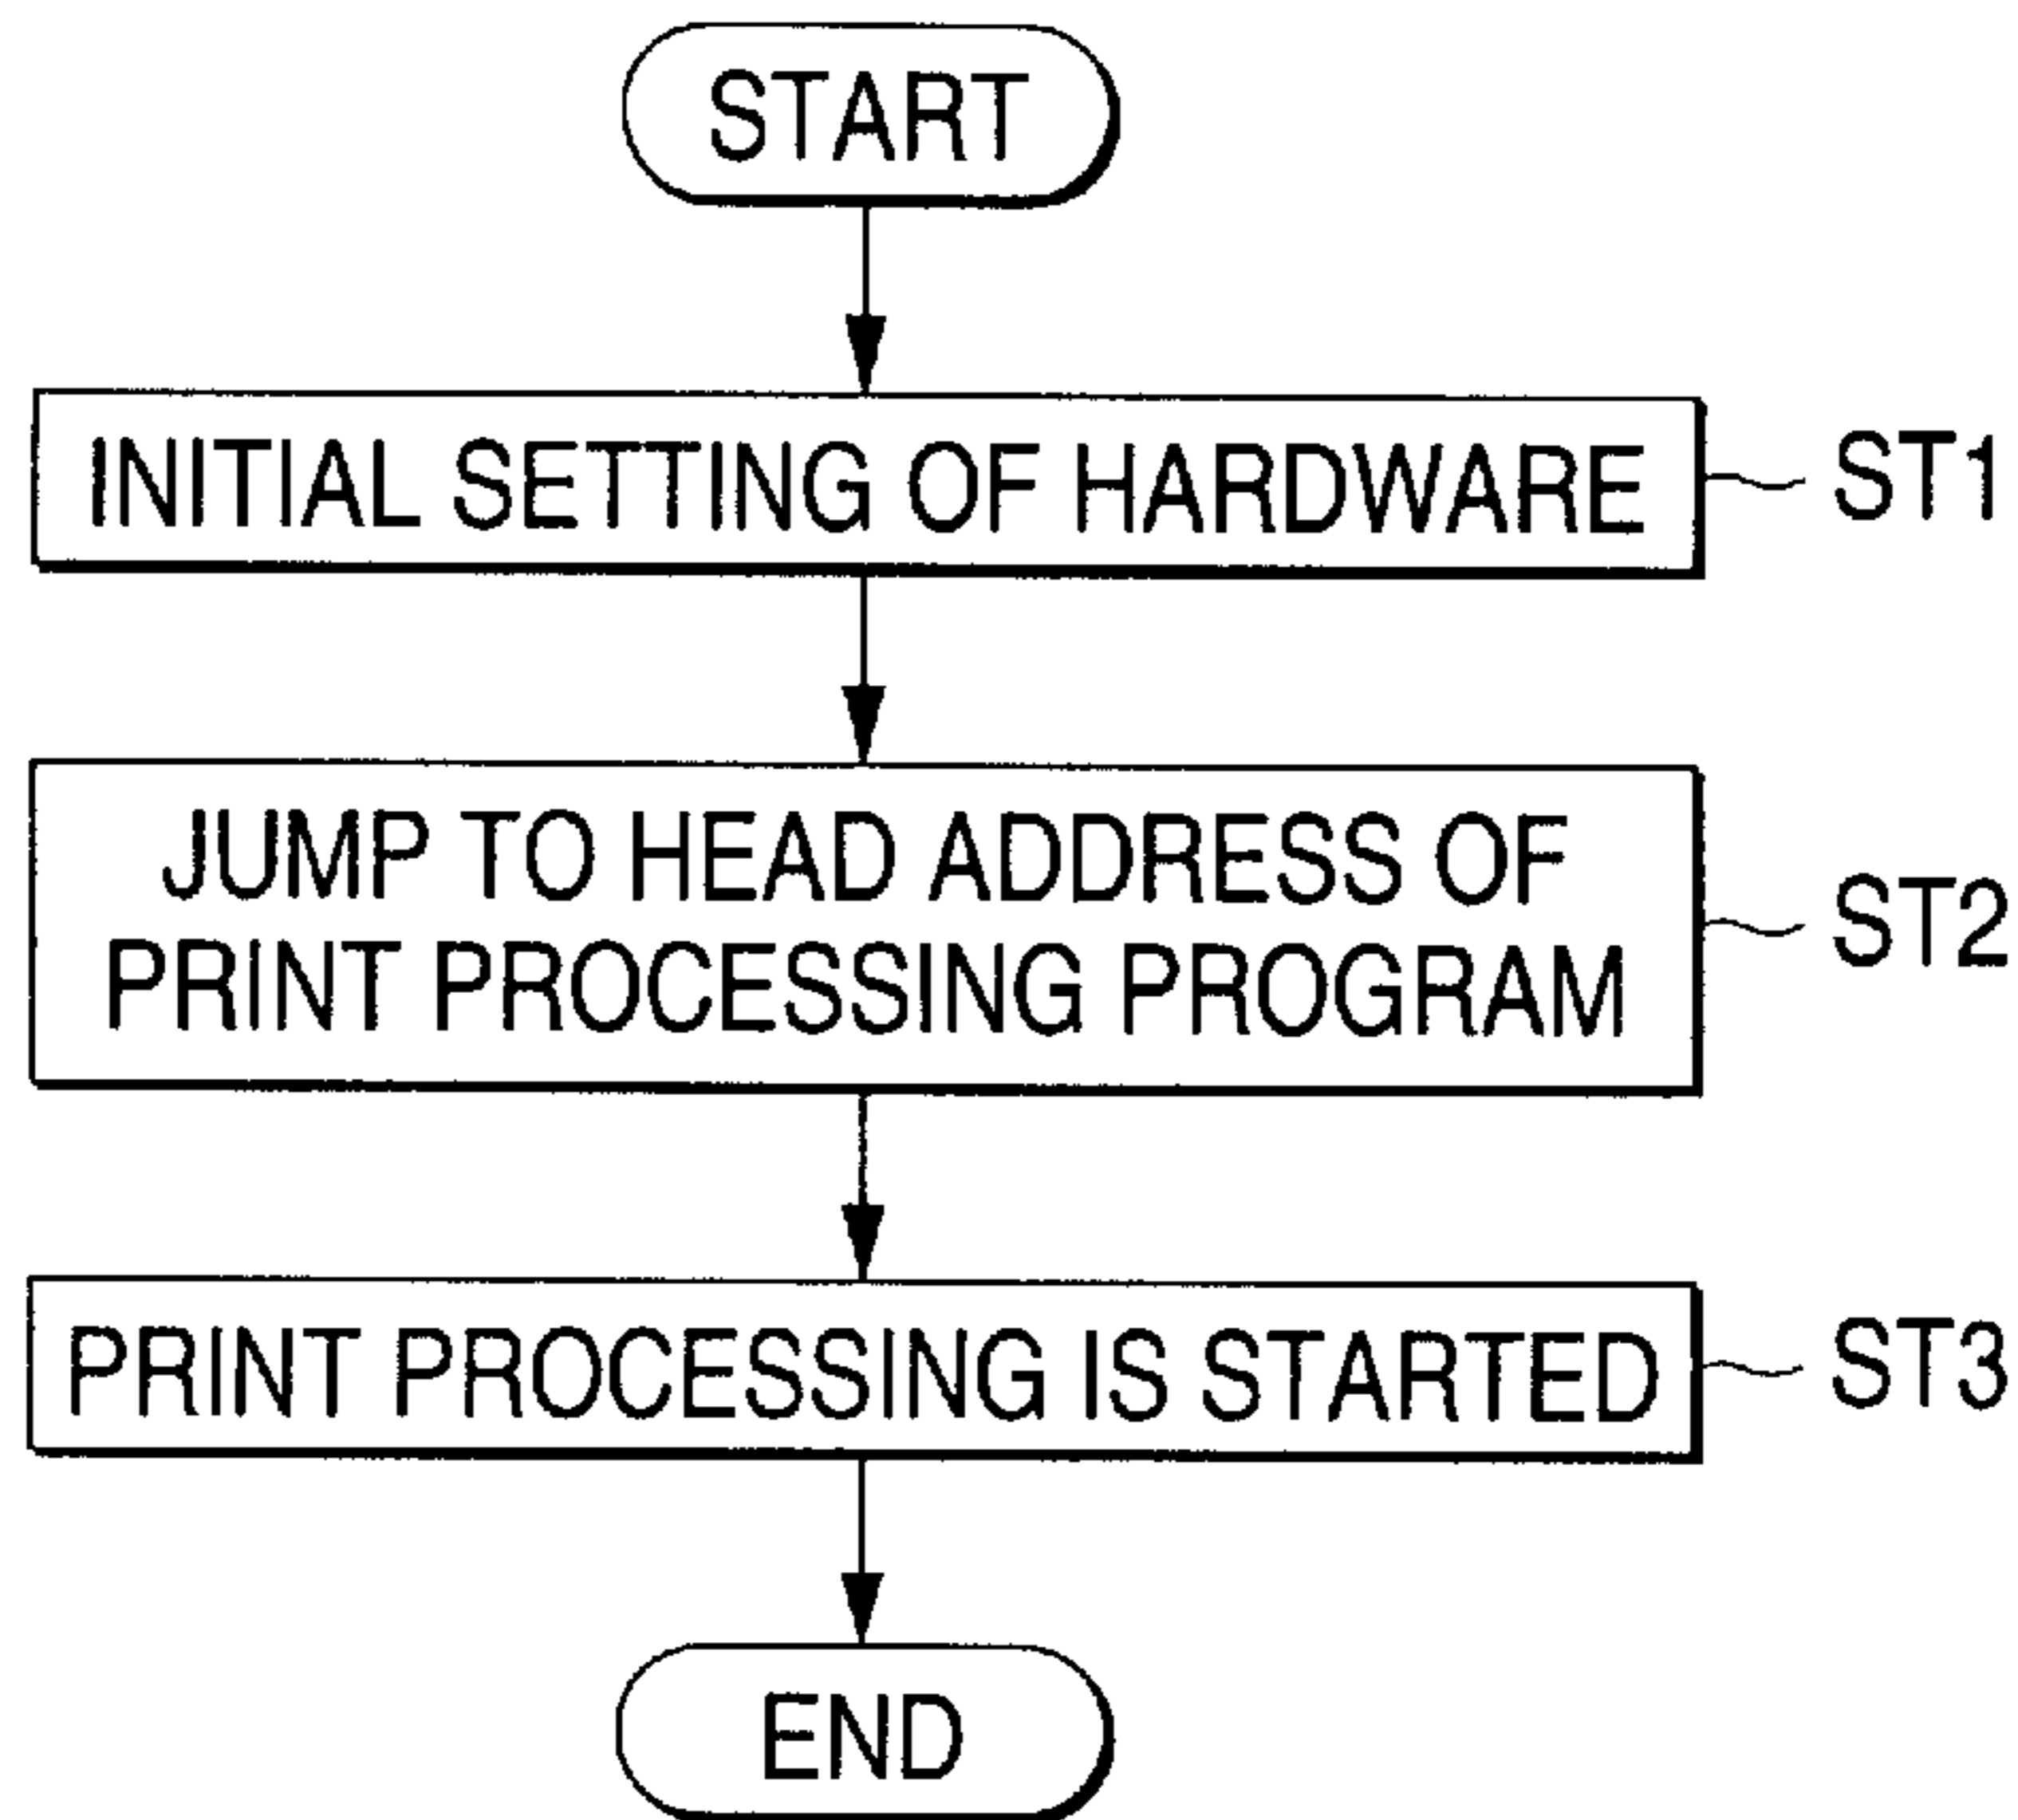 START
INITIAL SETTING OF HARDWARE
ST1
JUMP TO HEAD ADDRESS OF
PRINT PROCESSING PROGRAM
ST2
PRINT PROCESSING IS STARTED
ST3
END